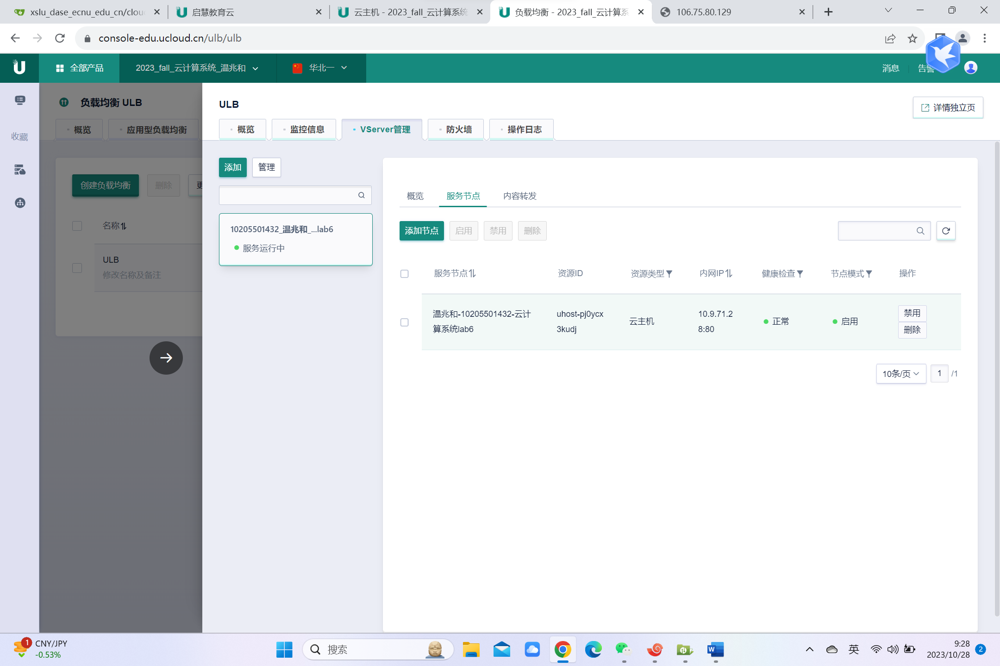 xslu_dase_ecnu_edu_cn/clou
启慧教育云
云主机 - 2023_fall_云计算系统
负载均衡 - 2023_fall_云计算系
106.75.80.129
console-edu.ucloud.cn/ulb/ulb
全部产品
2023_fall_云计算系统_温兆和
华北一
消息
告警
收藏
负载均衡 ULB
概览
应用型负载均衡
创建负载均衡
删除
更
名称
ULB
修改名称及备注
ULB
详情独立页
概览
监控信息
VServer管理
防火墙
操作日志
添加
管理
10205501432_温兆和_...lab6
服务运行中
概览
服务节点
内容转发
添加节点
启用
禁用
删除
服务节点
资源ID
资源类型
内网IP
健康检查
节点模式
操作
温兆和-10205501432-云计
算系统lab6
uhost-pj0ycx
3kudj
云主机
10.9.71.2
8:80
正常
启用
禁用
删除
10条/页
1
/1
1
CNY/JPY
-0.53%
搜索
英
9:28
2023/10/28
2